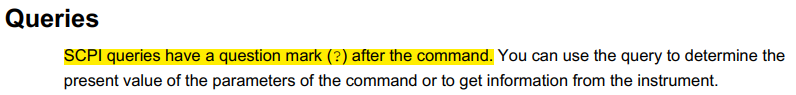 Queries
SCPI queries have a question mark (?) after the command. You can use the query to determine the
present value of the parameters of the command or to get information from the instrument.